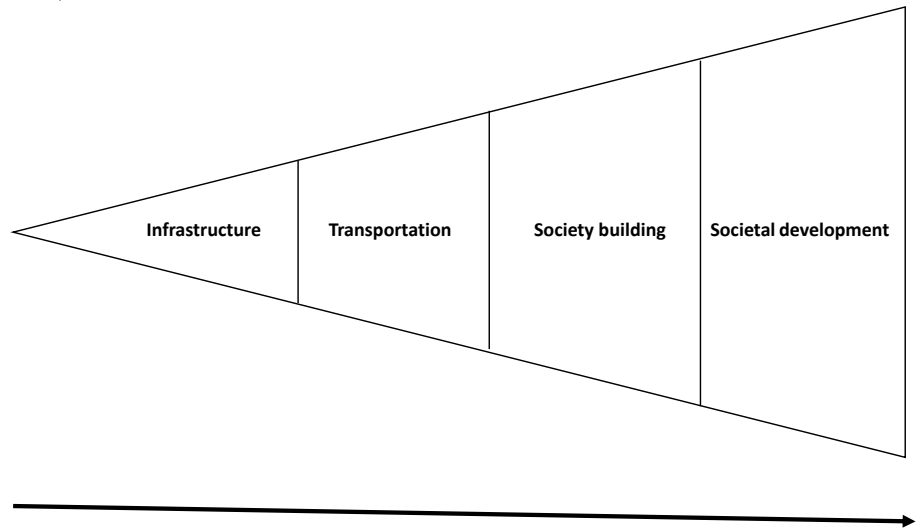 Infrastructure
Transportation
Society building
Societal development